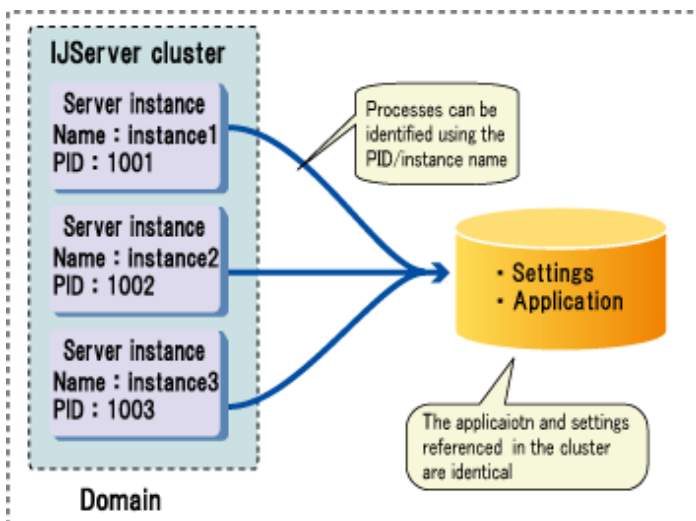 IJServer cluster
Server instance
Name : instance1
PID : 1001
Server instance
Name : instance2
PID : 1002
Server instance
Name : instance3
PID : 1003
Domain
Processes can be
identified using the
PID/instance name
・Settings
・Application
The applicaiotn and settings
referenced in the cluster
are identical